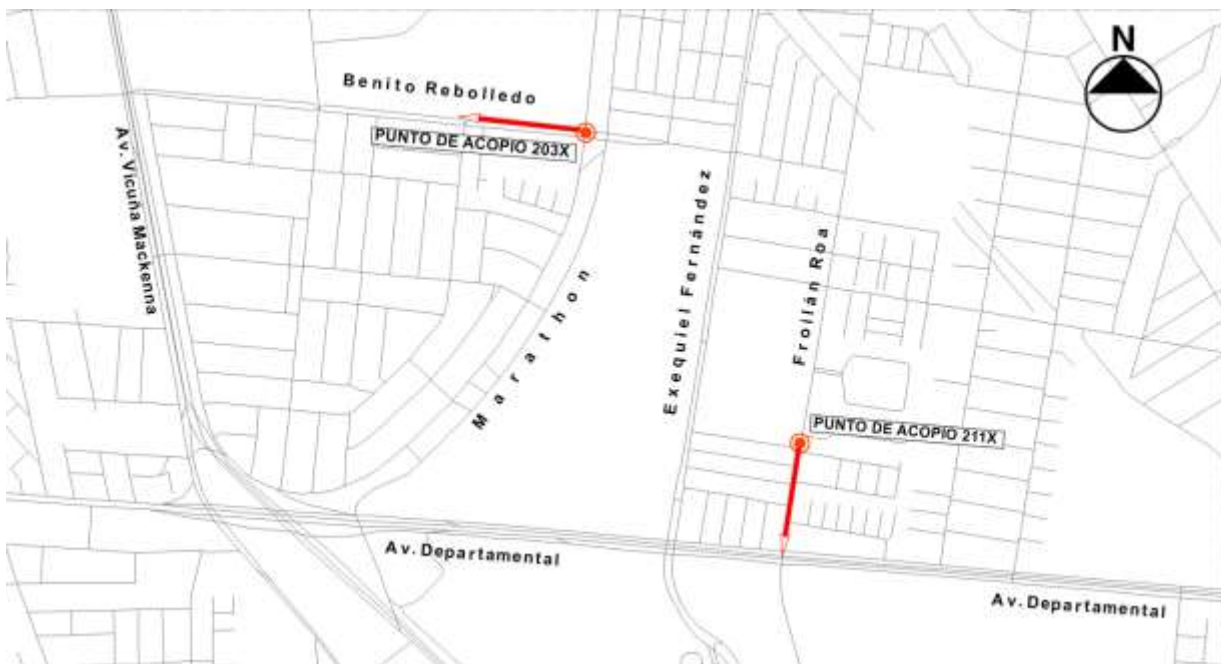 N
Benito Rebolledo
PUNTO DE ACOPIO 203X
Av. Vicuña Mackenna
Marathon
Exequiel Fernández
Froilán Roa
PUNTO DE ACOPIO 211X
Av. Departamental
Av. Departamental